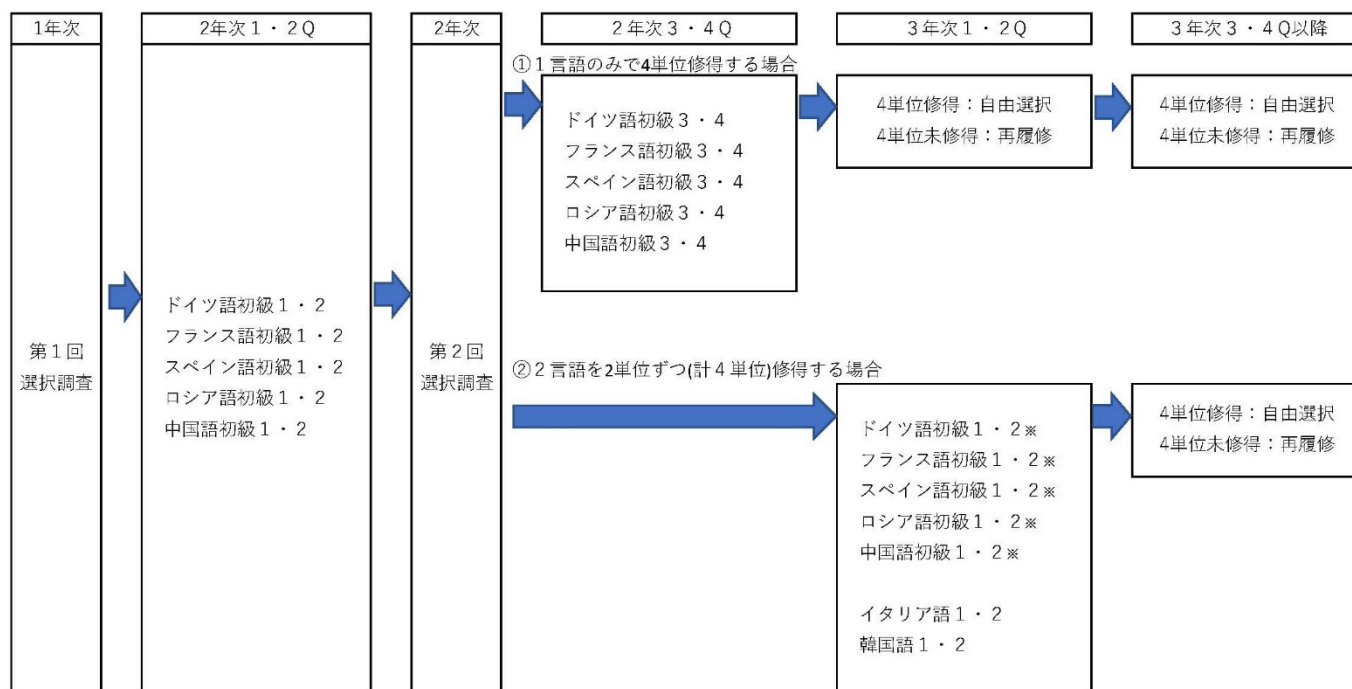 1年次
2年次１・２Q
2年次
２年次３・４Q
３年次１・２Q
３年次３・４Q以降
第１回
選択調査
ドイツ語初級１・２
フランス語初級１・２
スペイン語初級１・２
ロシア語初級１・２
中国語初級１・２
第２回
選択調査
①１言語のみで4単位修得する場合
ドイツ語初級３・４
フランス語初級３・４
スペイン語初級３・４
ロシア語初級３・４
中国語初級３・４
4単位修得：自由選択
4単位未修得：再履修
4単位修得：自由選択
4単位未修得：再履修
②２言語を2単位ずつ(計４単位)修得する場合
ドイツ語初級１・２※
フランス語初級１・２※
スペイン語初級１・２※
ロシア語初級１・２※
中国語初級１・２※
イタリア語１・２
韓国語１・２
4単位修得：自由選択
4単位未修得：再履修